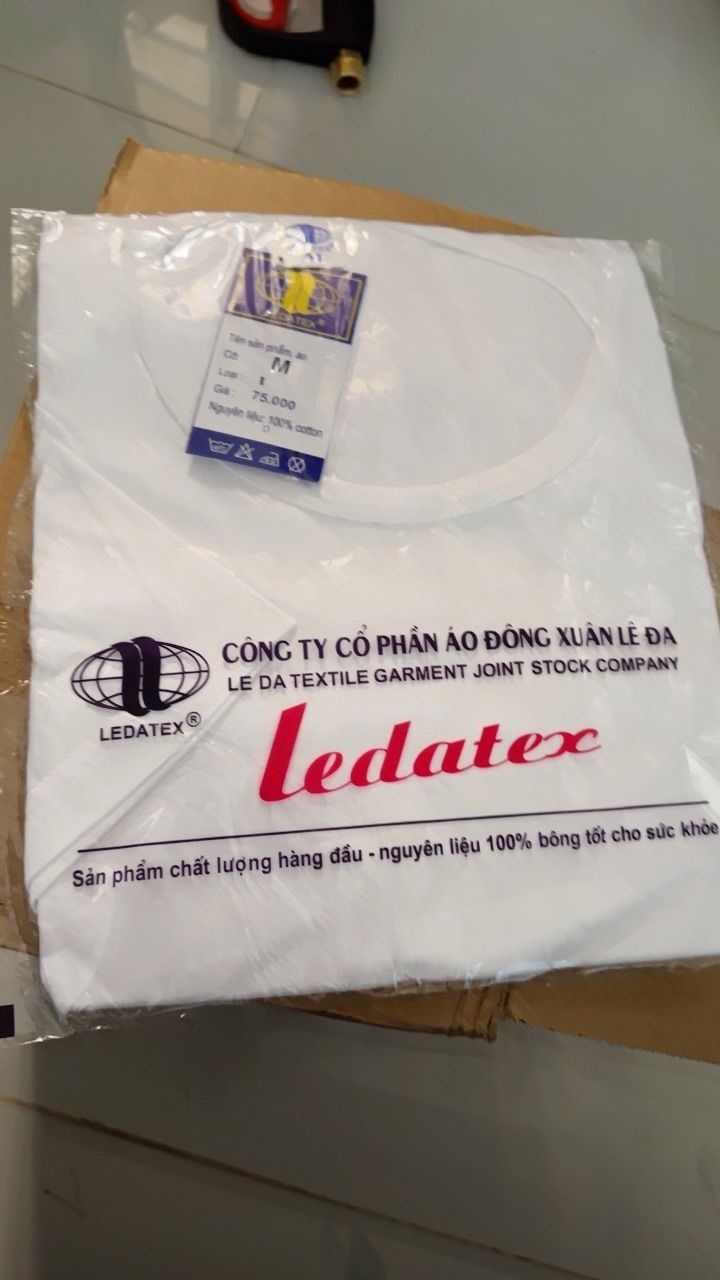 LEDATEX®
Tên sản phẩm: áo
Cỡ: M
Loại: I
Giá: 75.000
Nguyên liệu: 100% cotton
CÔNG TY CỔ PHẦN ÁO ĐÔNG XUÂN LÊ ĐA
LE DA TEXTILE GARMENT JOINT STOCK COMPANY
LEDATEX®
ledatex
Sản phẩm chất lượng hàng đầu - nguyên liệu 100% bông tốt cho sức khỏe